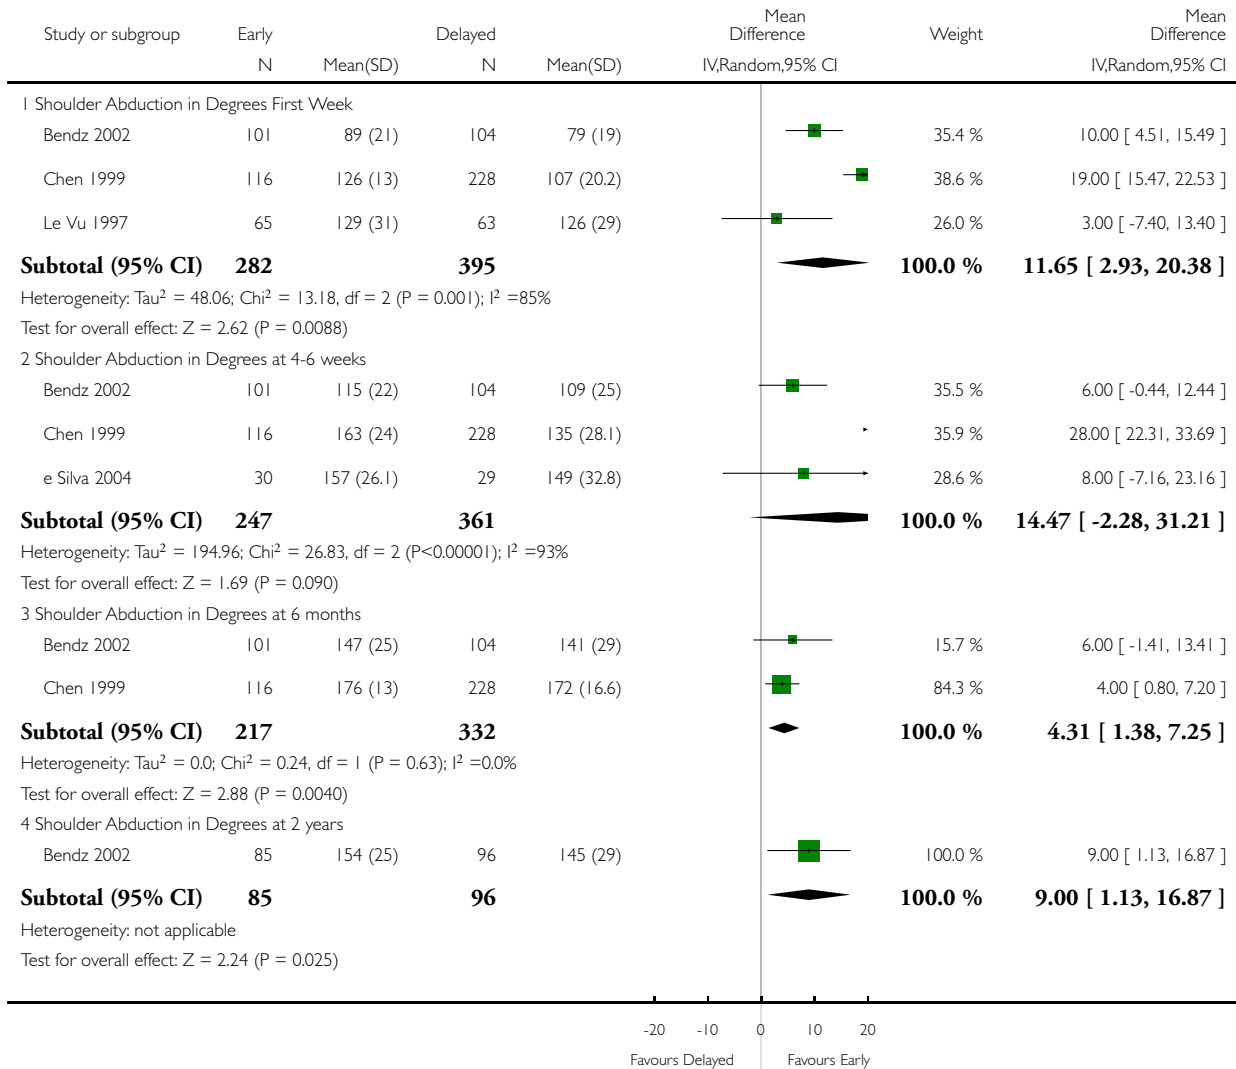 Mean Mean
Study or subgroup Early Delayed Difference Weight Difference
N Mean(SD) N Mean(SD) IV,Random,95% CI IV,Random,95% CI
1 Shoulder Abduction in Degrees First Week
Bendz 2002 101 89 (21) 104 79 (19) 35.4 % 10.00 [ 4.51, 15.49 ]
Chen 1999 116 126 (13) 228 107 (20.2) 38.6 % 19.00 [ 15.47, 22.53 ]
Le Vu 1997 65 129 (31) 63 126 (29) 26.0 % 3.00 [ -7.40, 13.40 ]
Subtotal (95% CI) 282 395 100.0 % 11.65 [ 2.93, 20.38 ]
Heterogeneity: Tau² = 48.06; Chi² = 13.18, df = 2 (P = 0.001); I² =85%
Test for overall effect: Z = 2.62 (P = 0.0088)
2 Shoulder Abduction in Degrees at 4-6 weeks
Bendz 2002 101 115 (22) 104 109 (25) 35.5 % 6.00 [ -0.44, 12.44 ]
Chen 1999 116 163 (24) 228 135 (28.1) 35.9 % 28.00 [ 22.31, 33.69 ]
e Silva 2004 30 157 (26.1) 29 149 (32.8) 28.6 % 8.00 [ -7.16, 23.16 ]
Subtotal (95% CI) 247 361 100.0 % 14.47 [ -2.28, 31.21 ]
Heterogeneity: Tau² = 194.96; Chi² = 26.83, df = 2 (P<0.00001); I² =93%
Test for overall effect: Z = 1.69 (P = 0.090)
3 Shoulder Abduction in Degrees at 6 months
Bendz 2002 101 147 (25) 104 141 (29) 15.7 % 6.00 [ -1.41, 13.41 ]
Chen 1999 116 176 (13) 228 172 (16.6) 84.3 % 4.00 [ 0.80, 7.20 ]
Subtotal (95% CI) 217 332 100.0 % 4.31 [ 1.38, 7.25 ]
Heterogeneity: Tau² = 0.0; Chi² = 0.24, df = 1 (P = 0.63); I² =0.0%
Test for overall effect: Z = 2.88 (P = 0.0040)
4 Shoulder Abduction in Degrees at 2 years
Bendz 2002 85 154 (25) 96 145 (29) 100.0 % 9.00 [ 1.13, 16.87 ]
Subtotal (95% CI) 85 96 100.0 % 9.00 [ 1.13, 16.87 ]
Heterogeneity: not applicable
Test for overall effect: Z = 2.24 (P = 0.025)
-20 -10 0 10 20
Favours Delayed Favours Early